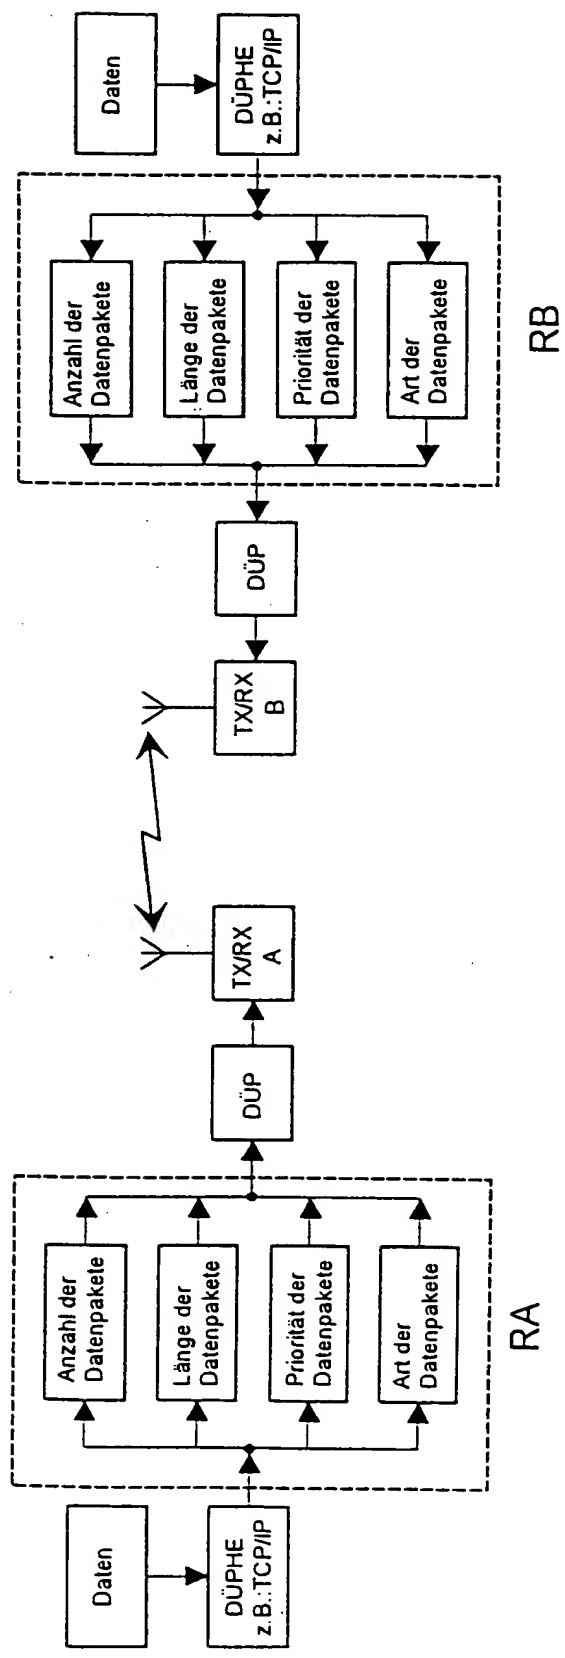 Daten
DÜPHE
z.B.:TCP/IP
Anzahl der
Datenpakete
Länge der
Datenpakete
Priorität der
Datenpakete
Art der
Datenpakete
RA
DÜP
TX/RX
A
TX/RX
B
DÜP
Anzahl der
Datenpakete
Länge der
Datenpakete
Priorität der
Datenpakete
Art der
Datenpakete
RB
Daten
DÜPHE
z.B.:TCP/IP